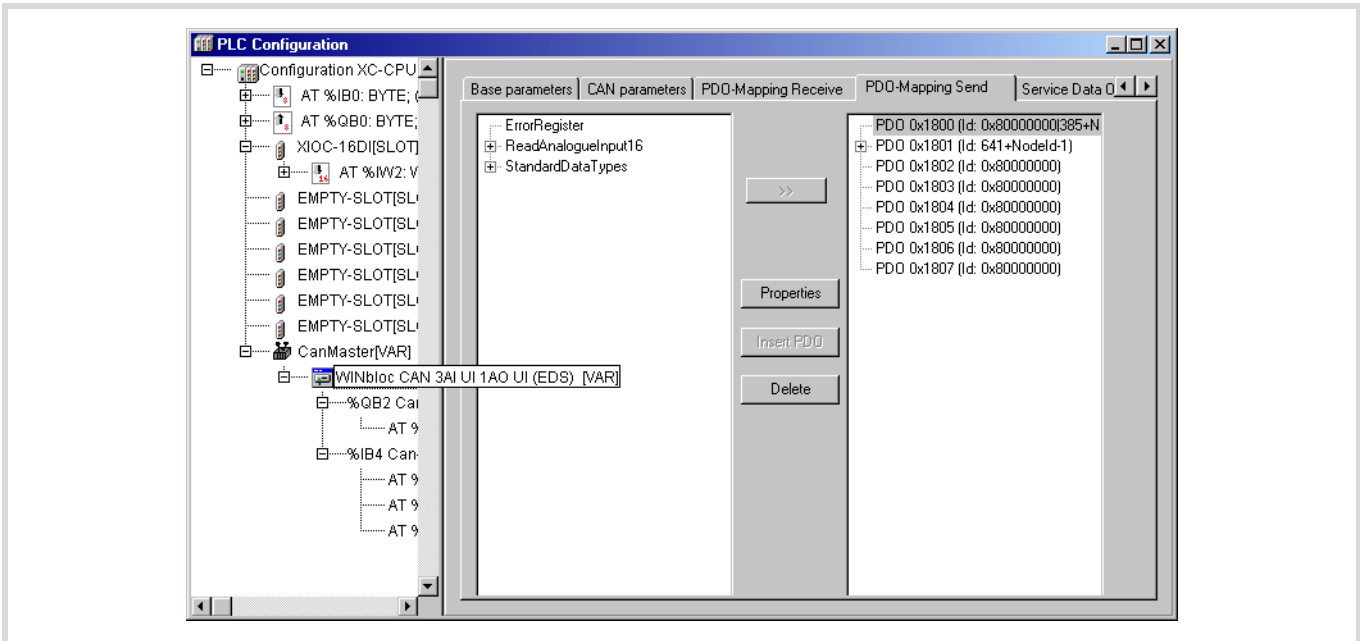 PLC Configuration
Configuration XC-CPU
AT %IB0: BYTE; (
AT %QB0: BYTE;
XIOC-16DI[SLOT]
AT %IW2: W
EMPTY-SLOT[SL
EMPTY-SLOT[SL
EMPTY-SLOT[SL
EMPTY-SLOT[SL
EMPTY-SLOT[SL
EMPTY-SLOT[SL
CanMaster[VAR]
WINbloc CAN 3AI UI 1AO UI (EDS) [VAR]
%QB2 Can
AT %
%IB4 Can-
AT %
AT %
AT %
Base parameters CAN parameters PDO-Mapping Receive PDO-Mapping Send Service Data O
ErrorRegister
ReadAnalogueInput16
StandardDataTypes
>>
Properties
Insert PDO
Delete
PDO 0x1800 (Id: 0x80000000|385+N
PDO 0x1801 (Id: 641+NodeId-1)
PDO 0x1802 (Id: 0x80000000)
PDO 0x1803 (Id: 0x80000000)
PDO 0x1804 (Id: 0x80000000)
PDO 0x1805 (Id: 0x80000000)
PDO 0x1806 (Id: 0x80000000)
PDO 0x1807 (Id: 0x80000000)